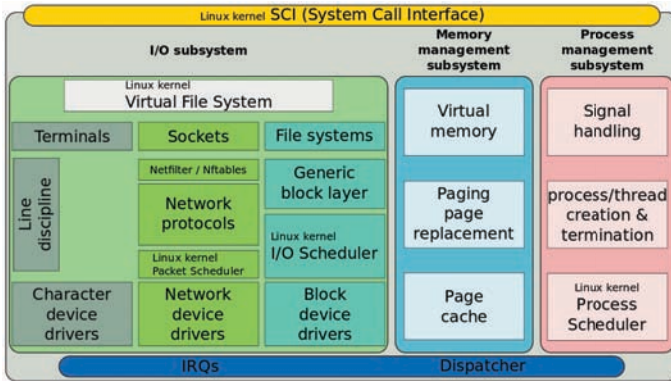 Linux kernel SCI (System Call Interface)
I/O subsystem
Memory
management
subsystem
Process
management
subsystem
Linux kernel
Virtual File System
Terminals
Sockets
File systems
Line
discipline
Netfilter / Nftables
Network
protocols
Linux kernel
Packet Scheduler
Generic
block layer
Linux kernel
I/O Scheduler
Character
device
drivers
Network
device
drivers
Block
device
drivers
Virtual
memory
Paging
page
replacement
Page
cache
Signal
handling
process/thread
creation &
termination
Linux kernel
Process
Scheduler
IRQs
Dispatcher